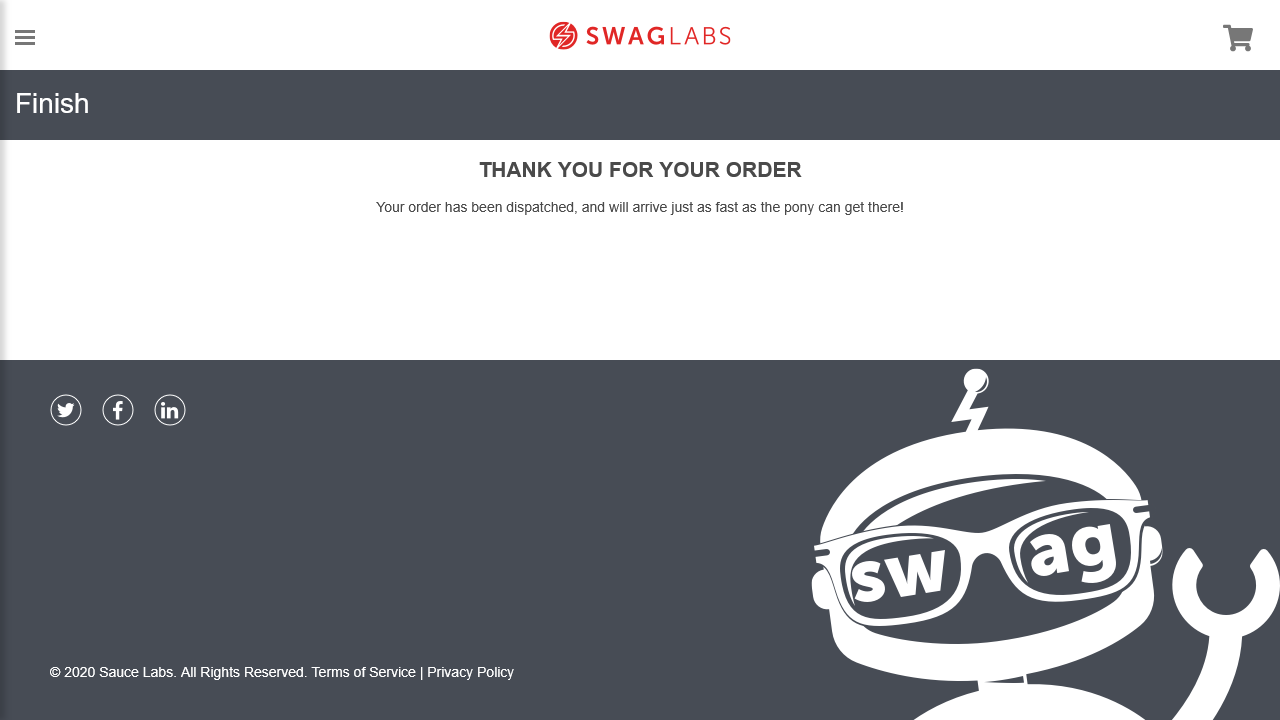 SWAGLABS
Finish
THANK YOU FOR YOUR ORDER
Your order has been dispatched, and will arrive just as fast as the pony can get there!
sw ag
© 2020 Sauce Labs. All Rights Reserved. Terms of Service | Privacy Policy